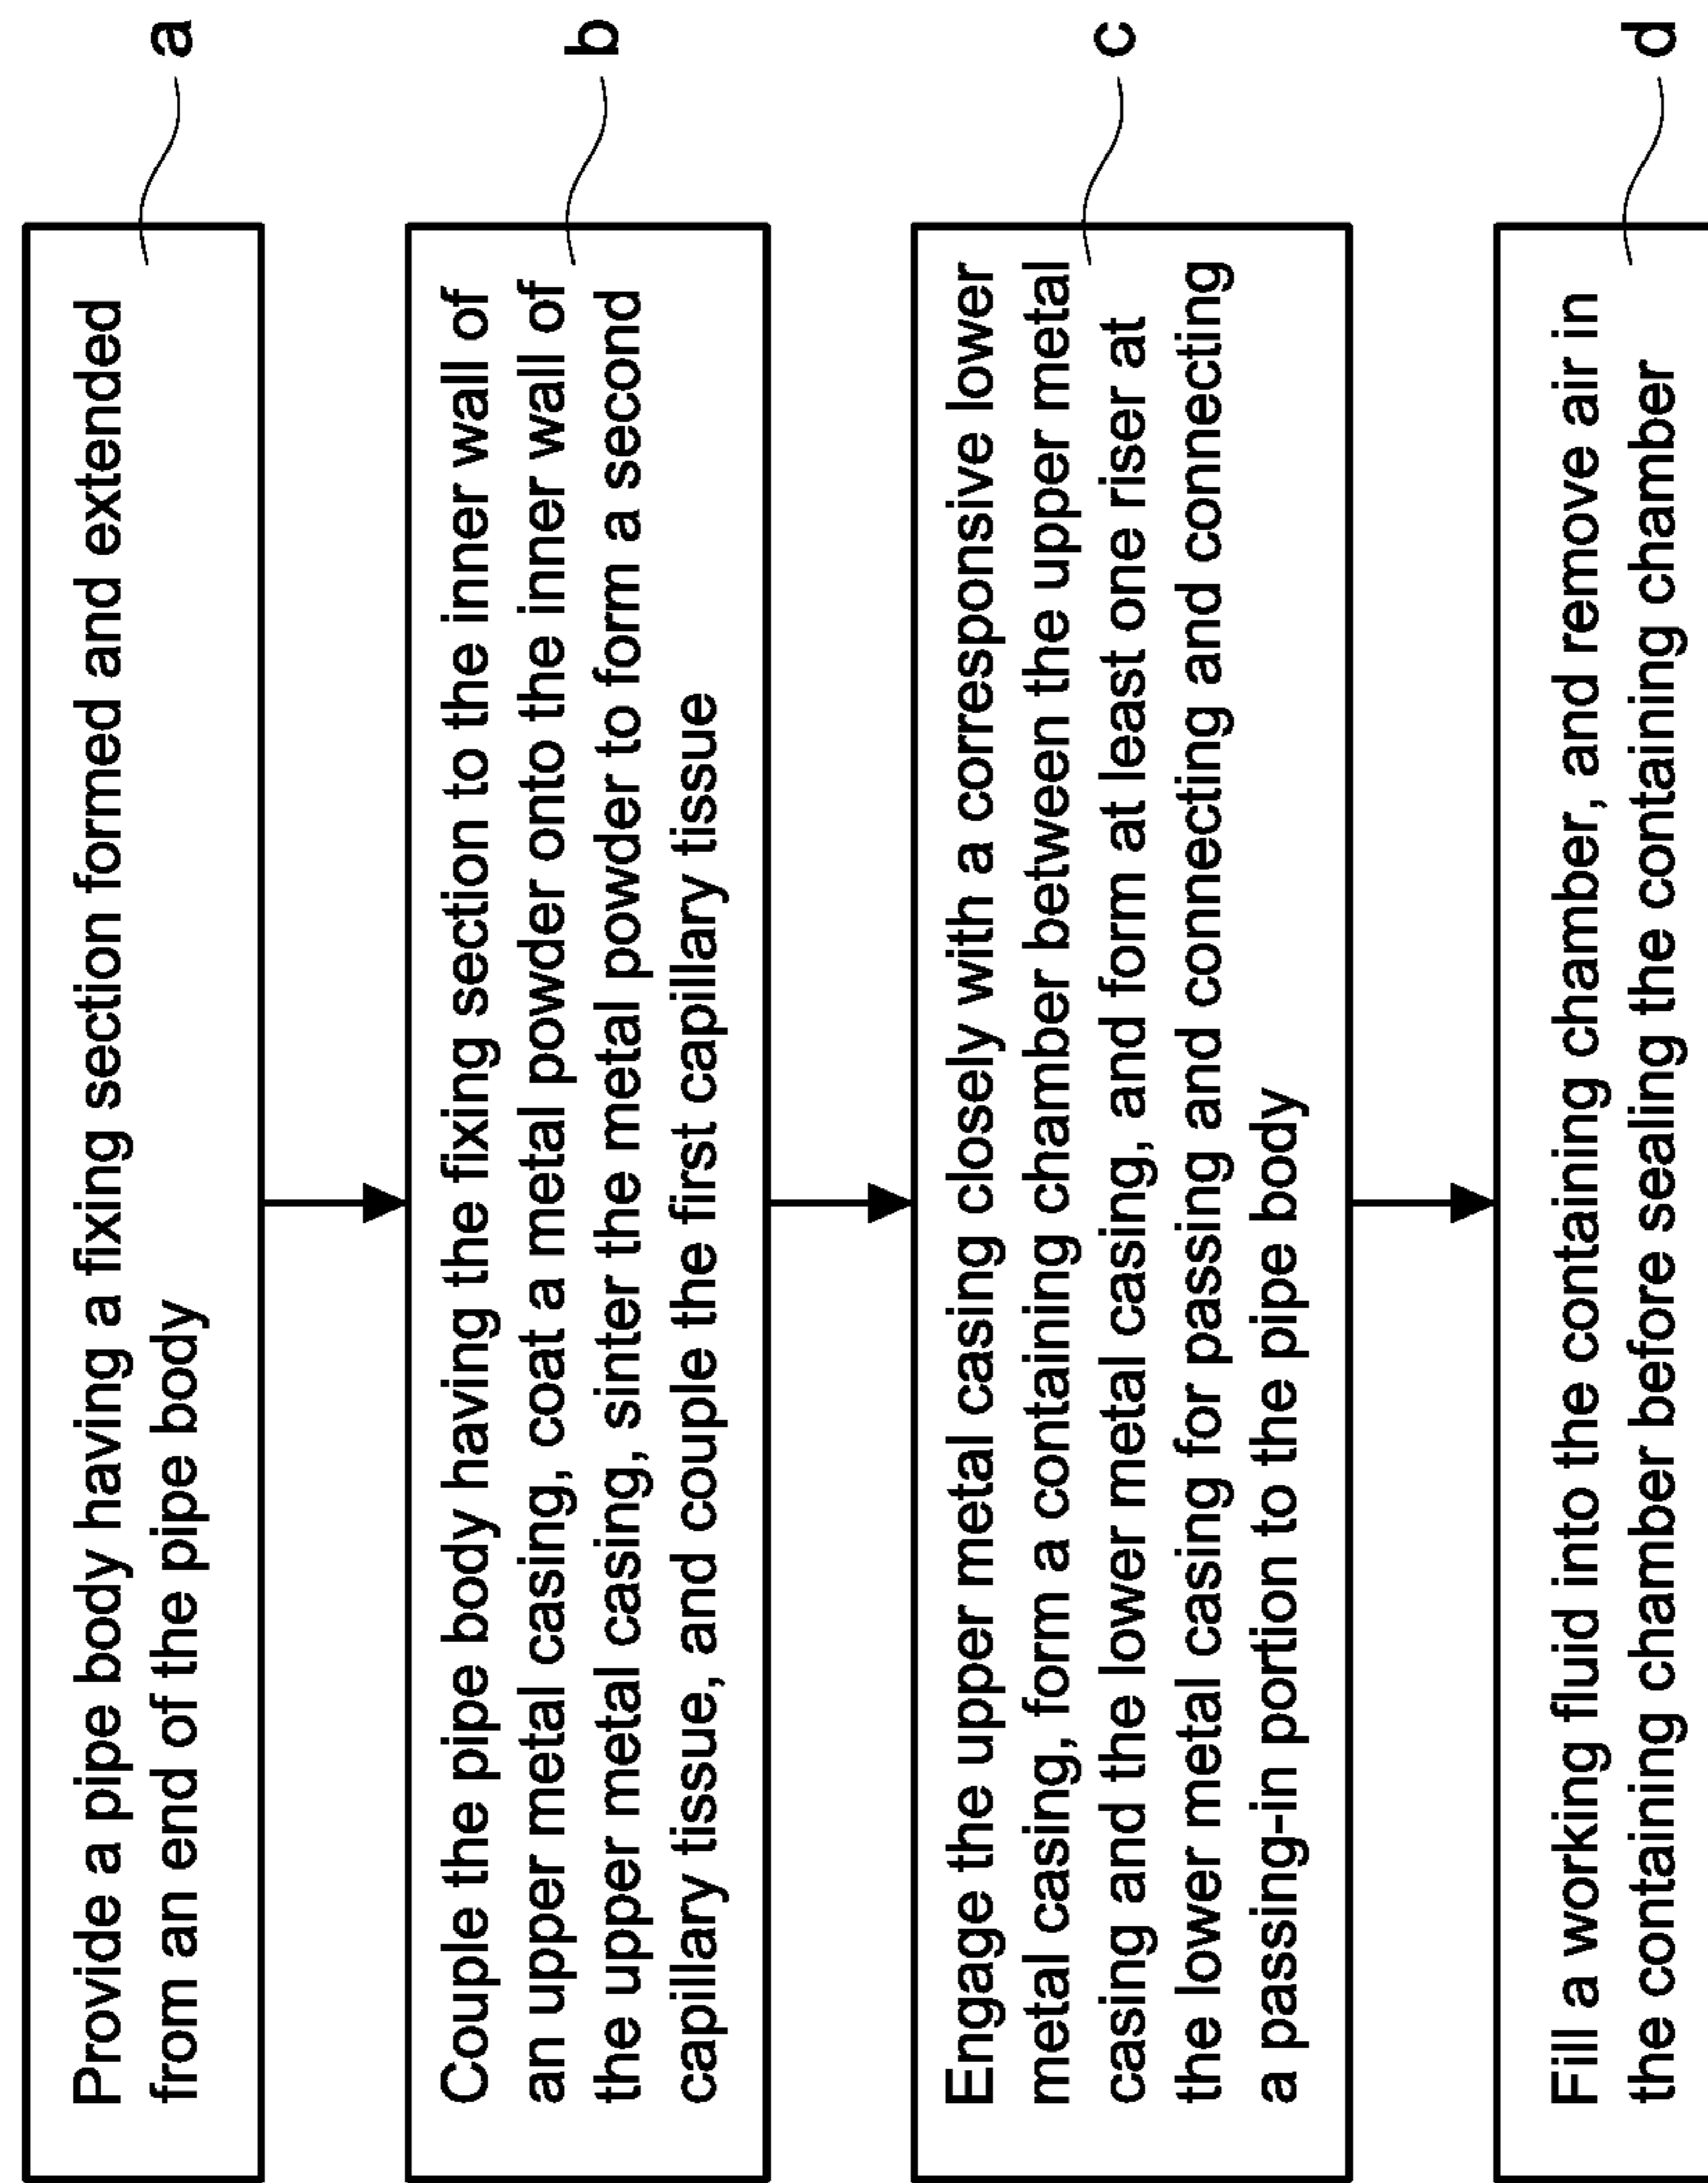 Provide a pipe body having a fixing section formed and extended
from an end of the pipe body
a
Couple the pipe body having the fixing section to the inner wall of
an upper metal casing, coat a metal powder onto the inner wall of
the upper metal casing, sinter the metal powder to form a second
capillary tissue, and couple the first capillary tissue
b
Engage the upper metal casing closely with a corresponsive lower
metal casing, form a containing chamber between the upper metal
casing and the lower metal casing, and form at least one riser at
the lower metal casing for passing and connecting and connecting
a passing-in portion to the pipe body
c
Fill a working fluid into the containing chamber, and remove air in
the containing chamber before sealing the containing chamber
d